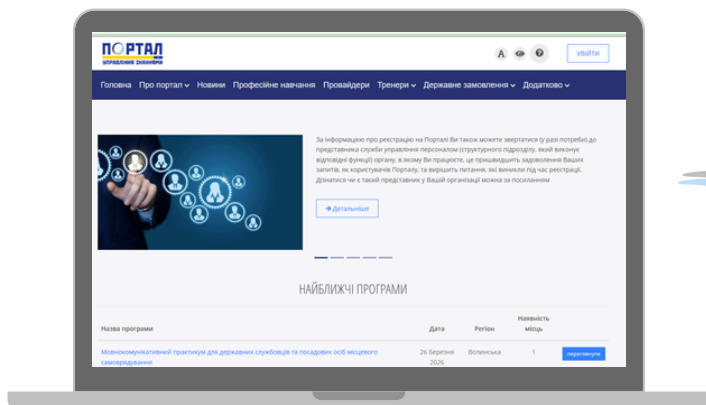 ПОРТАЛ
УПРАВЛІННЯ ЗНАННЯМИ
A
?
УВІЙТИ
Головна Про портал Новини Професійне навчання Провайдери Тренери Державне замовлення Додатково
За інформацією про реєстрацію на Порталі Ви також можете звертатися (у разі потреби) до
представника служби управління персоналом (структурного підрозділу, який виконує
відповідні функції) органу, в якому Ви працюєте, це пришвидшить задоволення Ваших
запитів, як користувачів Порталу, та вирішить питання, які виникли під час реєстрації.
Дізнатися чи є такий представник у Вашій організації можна за посиланням
→ Детальніше
НАЙБЛИЖЧІ ПРОГРАМИ
Назва програми Дата Регіон Наявність
місць
Мовнокомунікативний практикум для державних службовців та посадових осіб місцевого 26 Березня Волинська 1 переглянути
самоврядування 2026